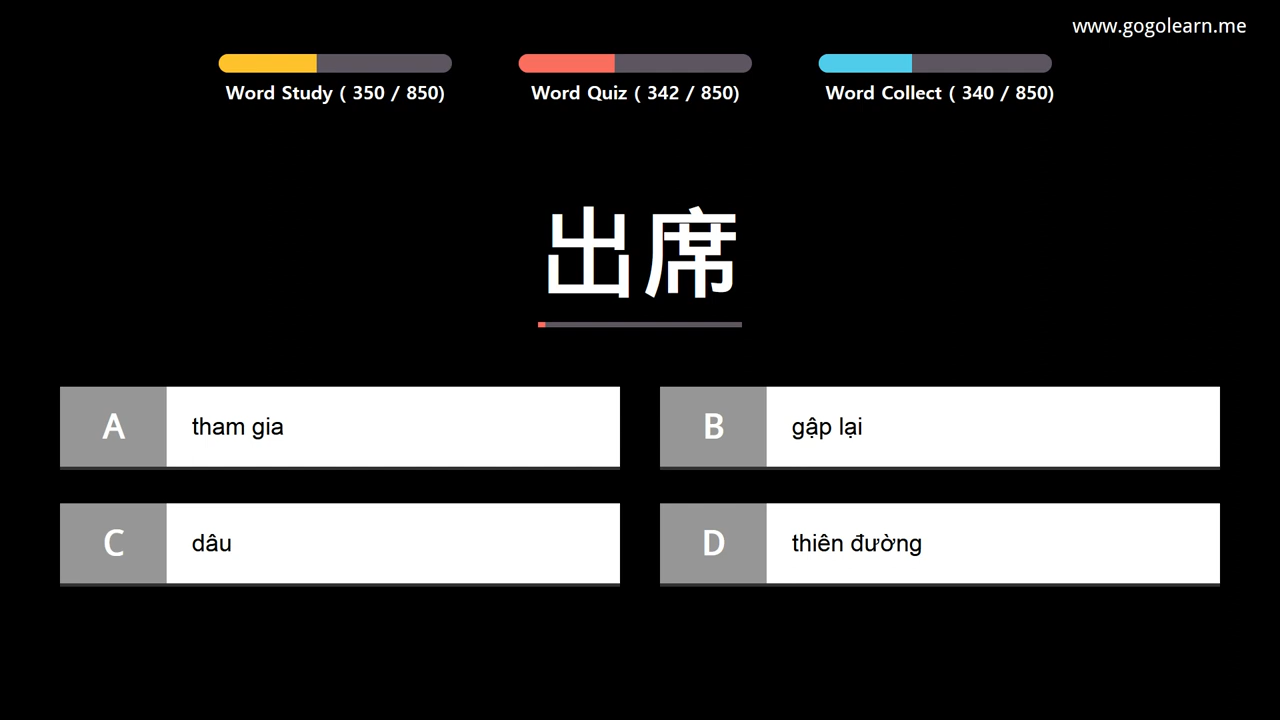 www.gogolearn.me
Word Study ( 350 / 850)
Word Quiz ( 342 / 850)
Word Collect ( 340 / 850)
出席
A tham gia
B gập lại
C dâu
D thiên đường